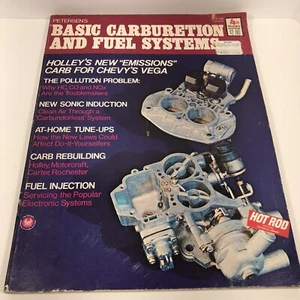 PETERSEN'S
BASIC CARBURETION
AND FUEL SYSTEMS
HOLLEY'S NEW "EMISSIONS"
CARB FOR CHEVY'S VEGA
THE POLLUTION PROBLEM:
Why HC, CO and NOx
Are the Troublemakers
NEW SONIC INDUCTION
Clean Air Through a
'Carburetorless' System
AT-HOME TUNE-UPS
How the New Laws Could
Affect Do-It-Yourselfers
CARB REBUILDING
Holley, Motorcraft,
Carter, Rochester
FUEL INJECTION
Servicing the Popular
Electronic Systems
HOT ROD